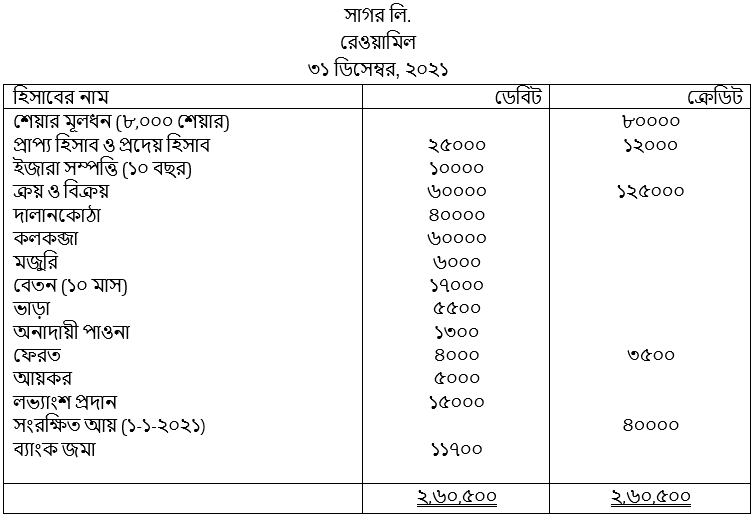 সাগর লি.
রেওয়ামিল
৩১ ডিসেম্বর, ২০২১
হিসাবের নাম ডেবিট ক্রেডিট
শেয়ার মূলধন (৮,০০০ শেয়ার) ৮০০০০
প্রাপ্য হিসাব ও প্রদেয় হিসাব ২৫০০০ ১২০০০
ইজারা সম্পত্তি (১০ বছর) ১০০০০
ক্রয় ও বিক্রয় ৬০০০০ ১২৫০০০
দালানকোঠা ৪০০০০
কলকব্জা ৬০০০০
মজুরি ৬০০০
বেতন (১০ মাস) ১৭০০০
ভাড়া ৫৫০০
অনাদায়ী পাওনা ১৩০০
ফেরত ৪০০০ ৩৫০০
আয়কর ৫০০০
লভ্যাংশ প্রদান ১৫০০০
সংরক্ষিত আয় (১-১-২০২১) ৪০০০০
ব্যাংক জমা ১১৭০০
২,৬০,৫০০ ২,৬০,৫০০